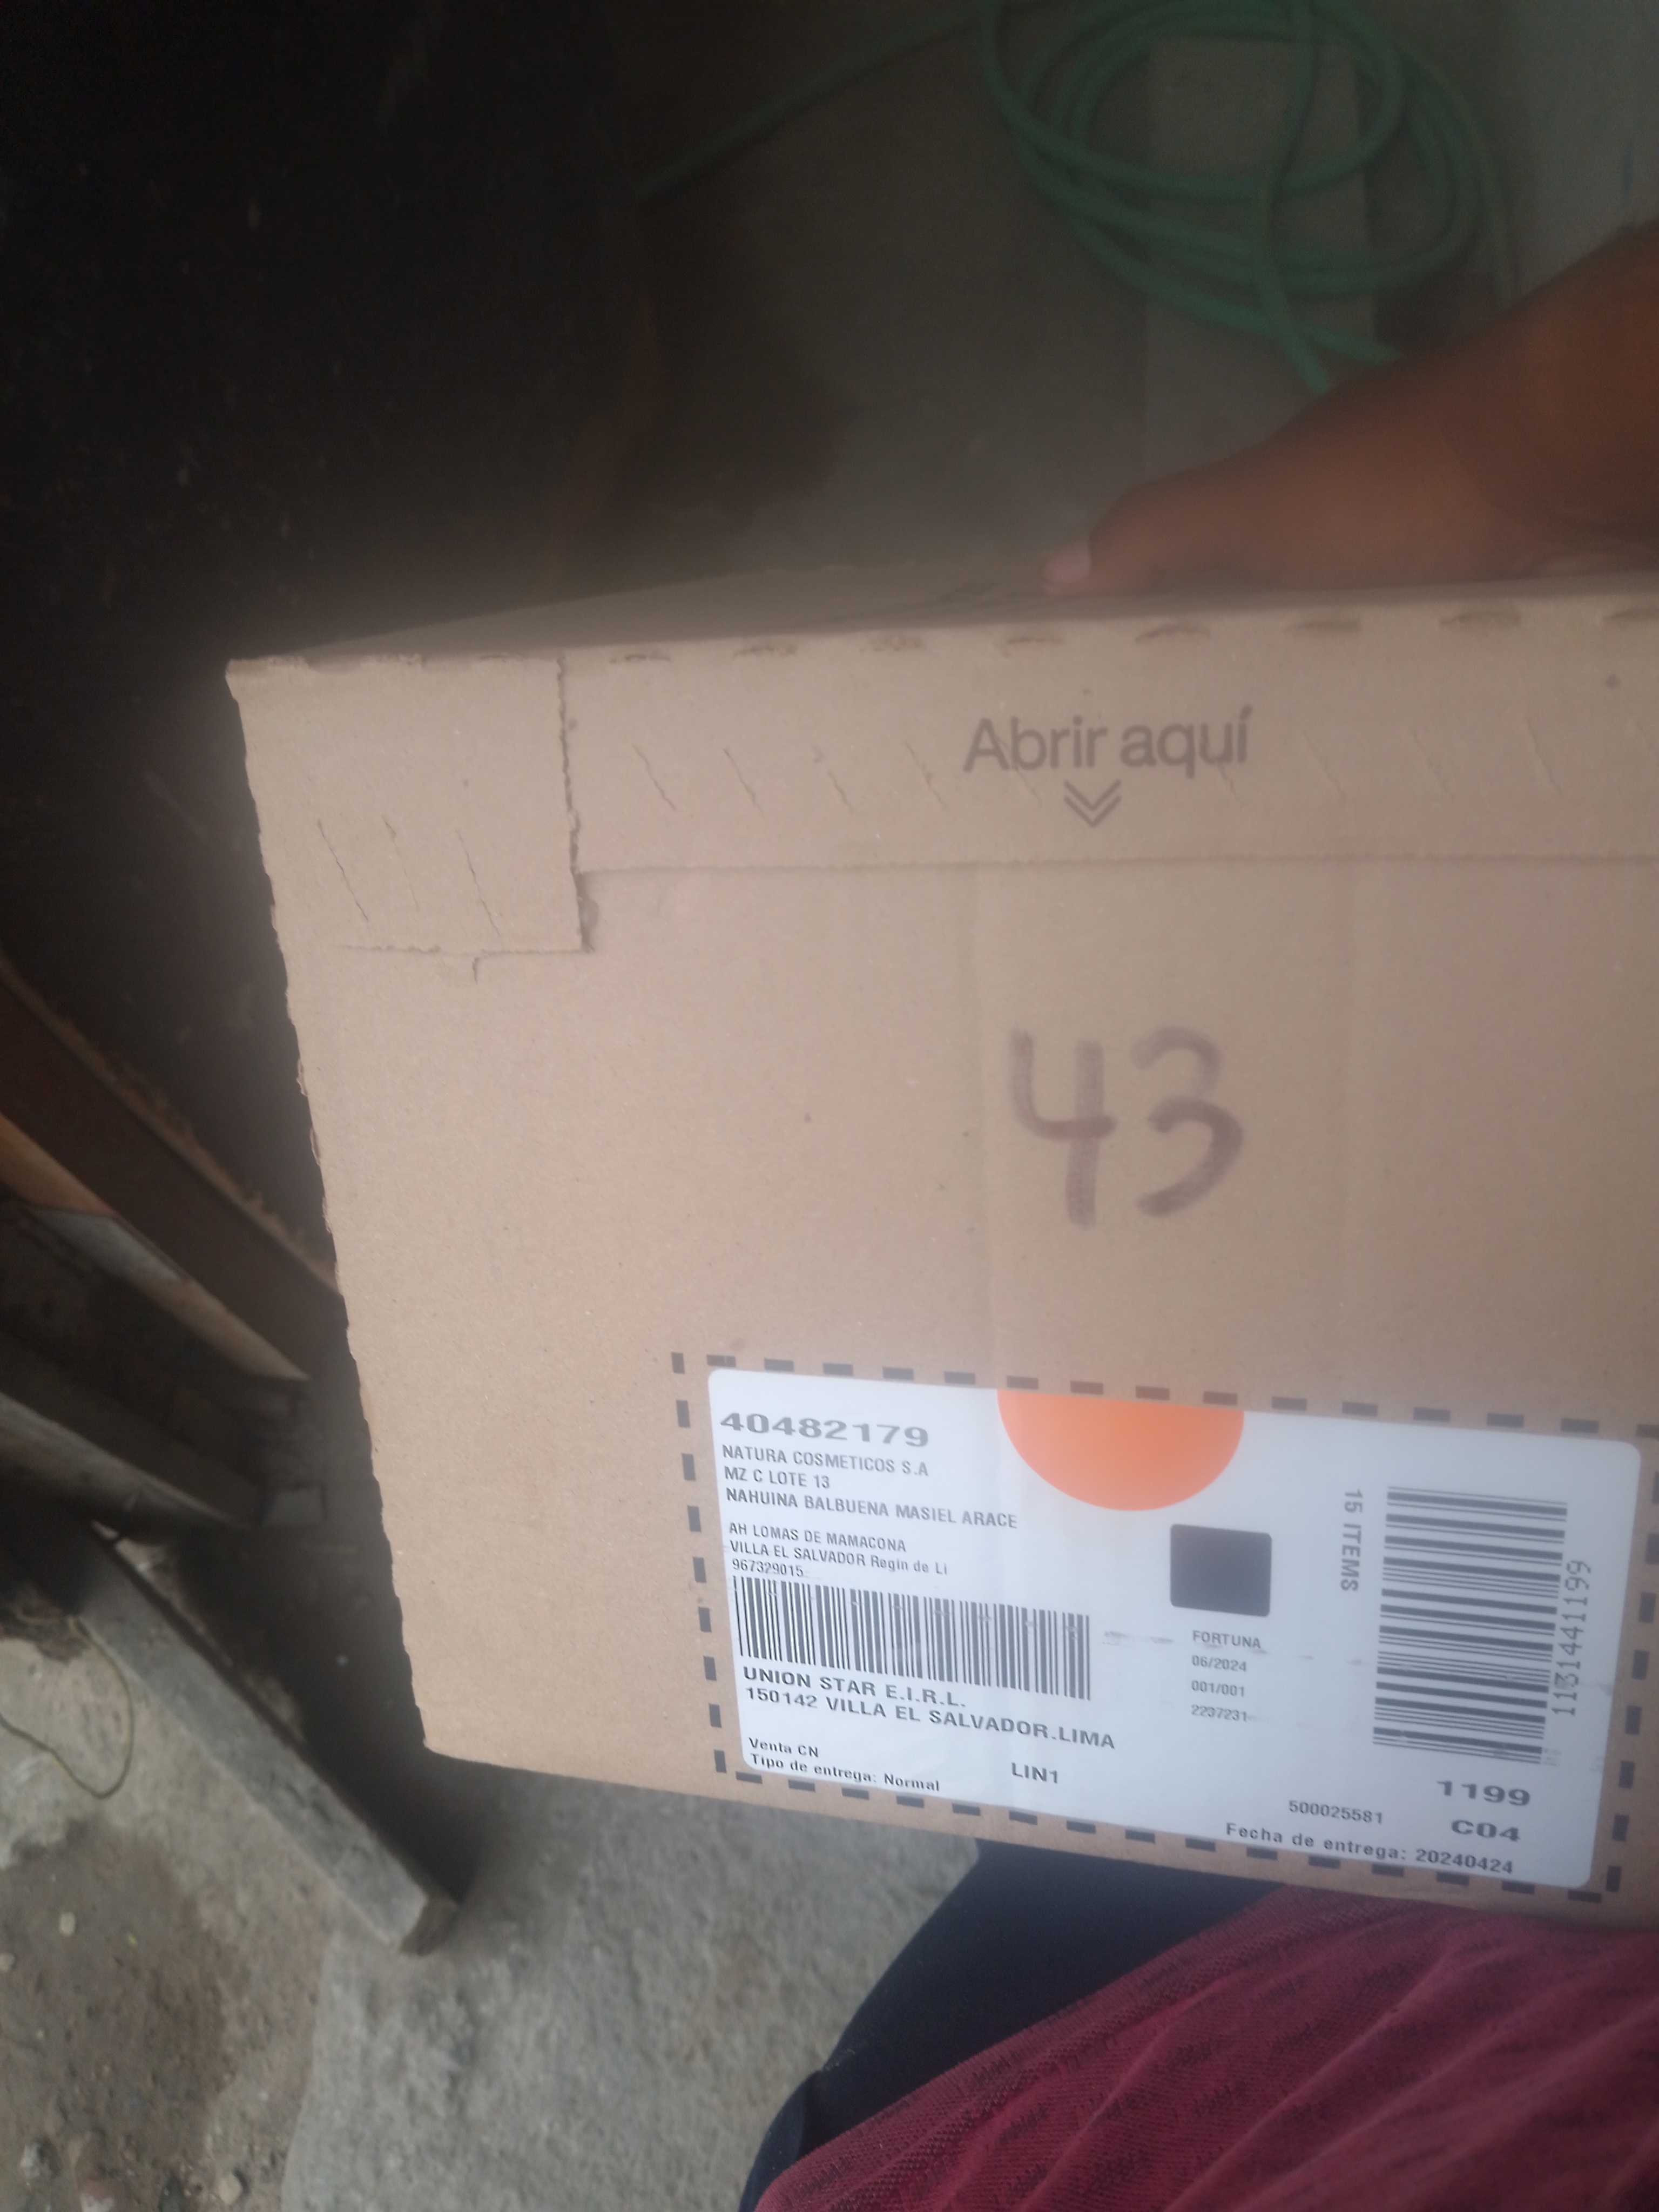 Abrir aquí
43
40482179
NATURA COSMETICOS S.A
MZ C LOTE 13
NAHUINA BALBUENA MASIEL ARACE
AH LOMAS DE MAMACONA
VILLA EL SALVADOR Regin de Li
967329015
UNION STAR E.I.R.L.
150142 VILLA EL SALVADOR.LIMA
Venta CN
Tipo de entrega: Normal
LIN1
FORTUNA
06/2024
001/001
2237231
15 ITEMS
1131441199
1199
500025581
C04
Fecha de entrega: 20240424